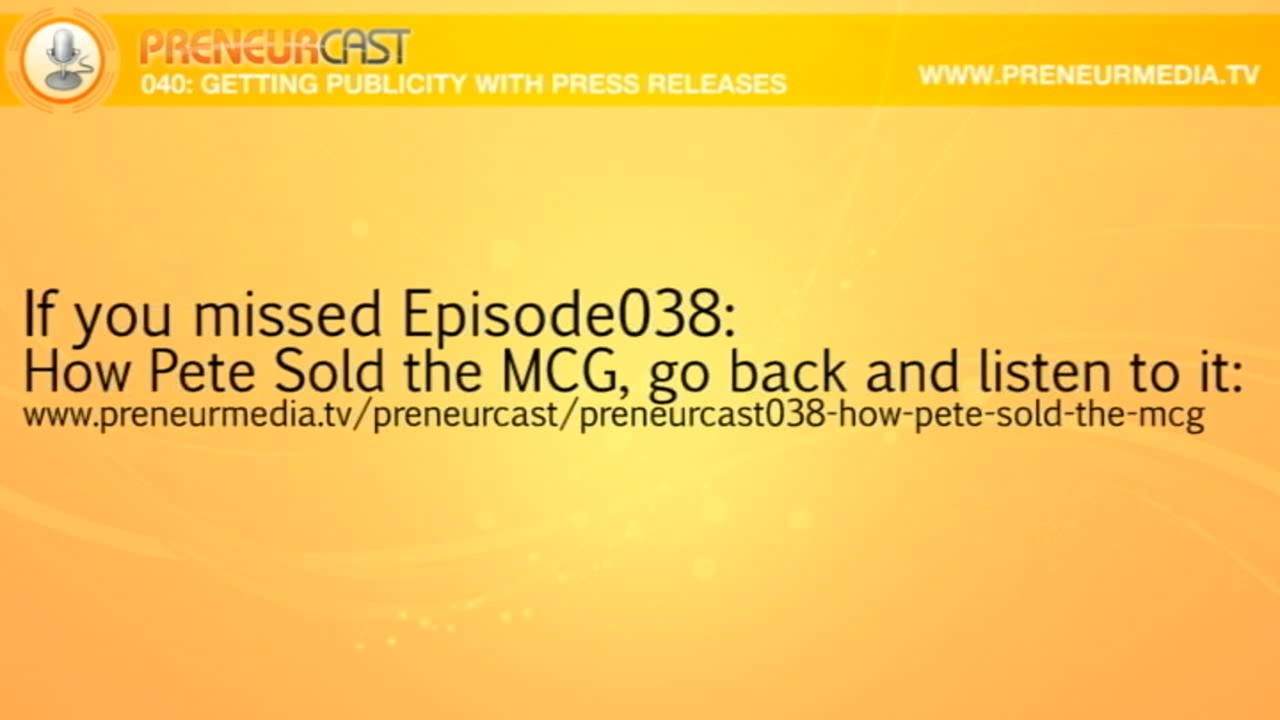 PRENEURCAST
040: GETTING PUBLICITY WITH PRESS RELEASES
WWW.PRENEURMEDIA.TV
If you missed Episode038:
How Pete Sold the MCG, go back and listen to it:
www.preneurmedia.tv/preneurcast/preneurcast038-how-pete-sold-the-mcg